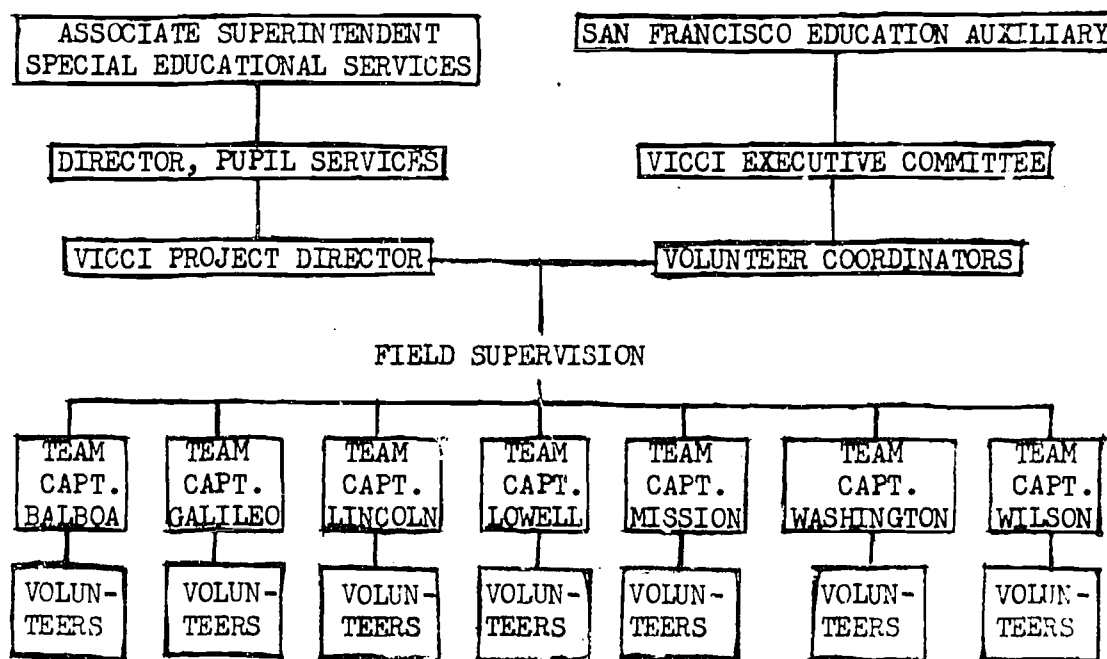 ASSOCIATE SUPERINTENDENT
SPECIAL EDUCATIONAL SERVICES
SAN FRANCISCO EDUCATION AUXILIARY
DIRECTOR, PUPIL SERVICES
VICCI EXECUTIVE COMMITTEE
VICCI PROJECT DIRECTOR
VOLUNTEER COORDINATORS
FIELD SUPERVISION
TEAM
CAPT.
BALBOA
TEAM
CAPT.
GALILEO
TEAM
CAPT.
LINCOLN
TEAM
CAPT.
LOWELL
TEAM
CAPT.
MISSION
TEAM
CAPT.
WASHINGTON
TEAM
CAPT.
WILSON
VOLUN-
TEERS
VOLUN-
TEERS
VOLUN-
TEERS
VOLUN-
TEERS
VOLUN-
TEERS
VOLUN-
TEERS
VOLUN-
TEERS